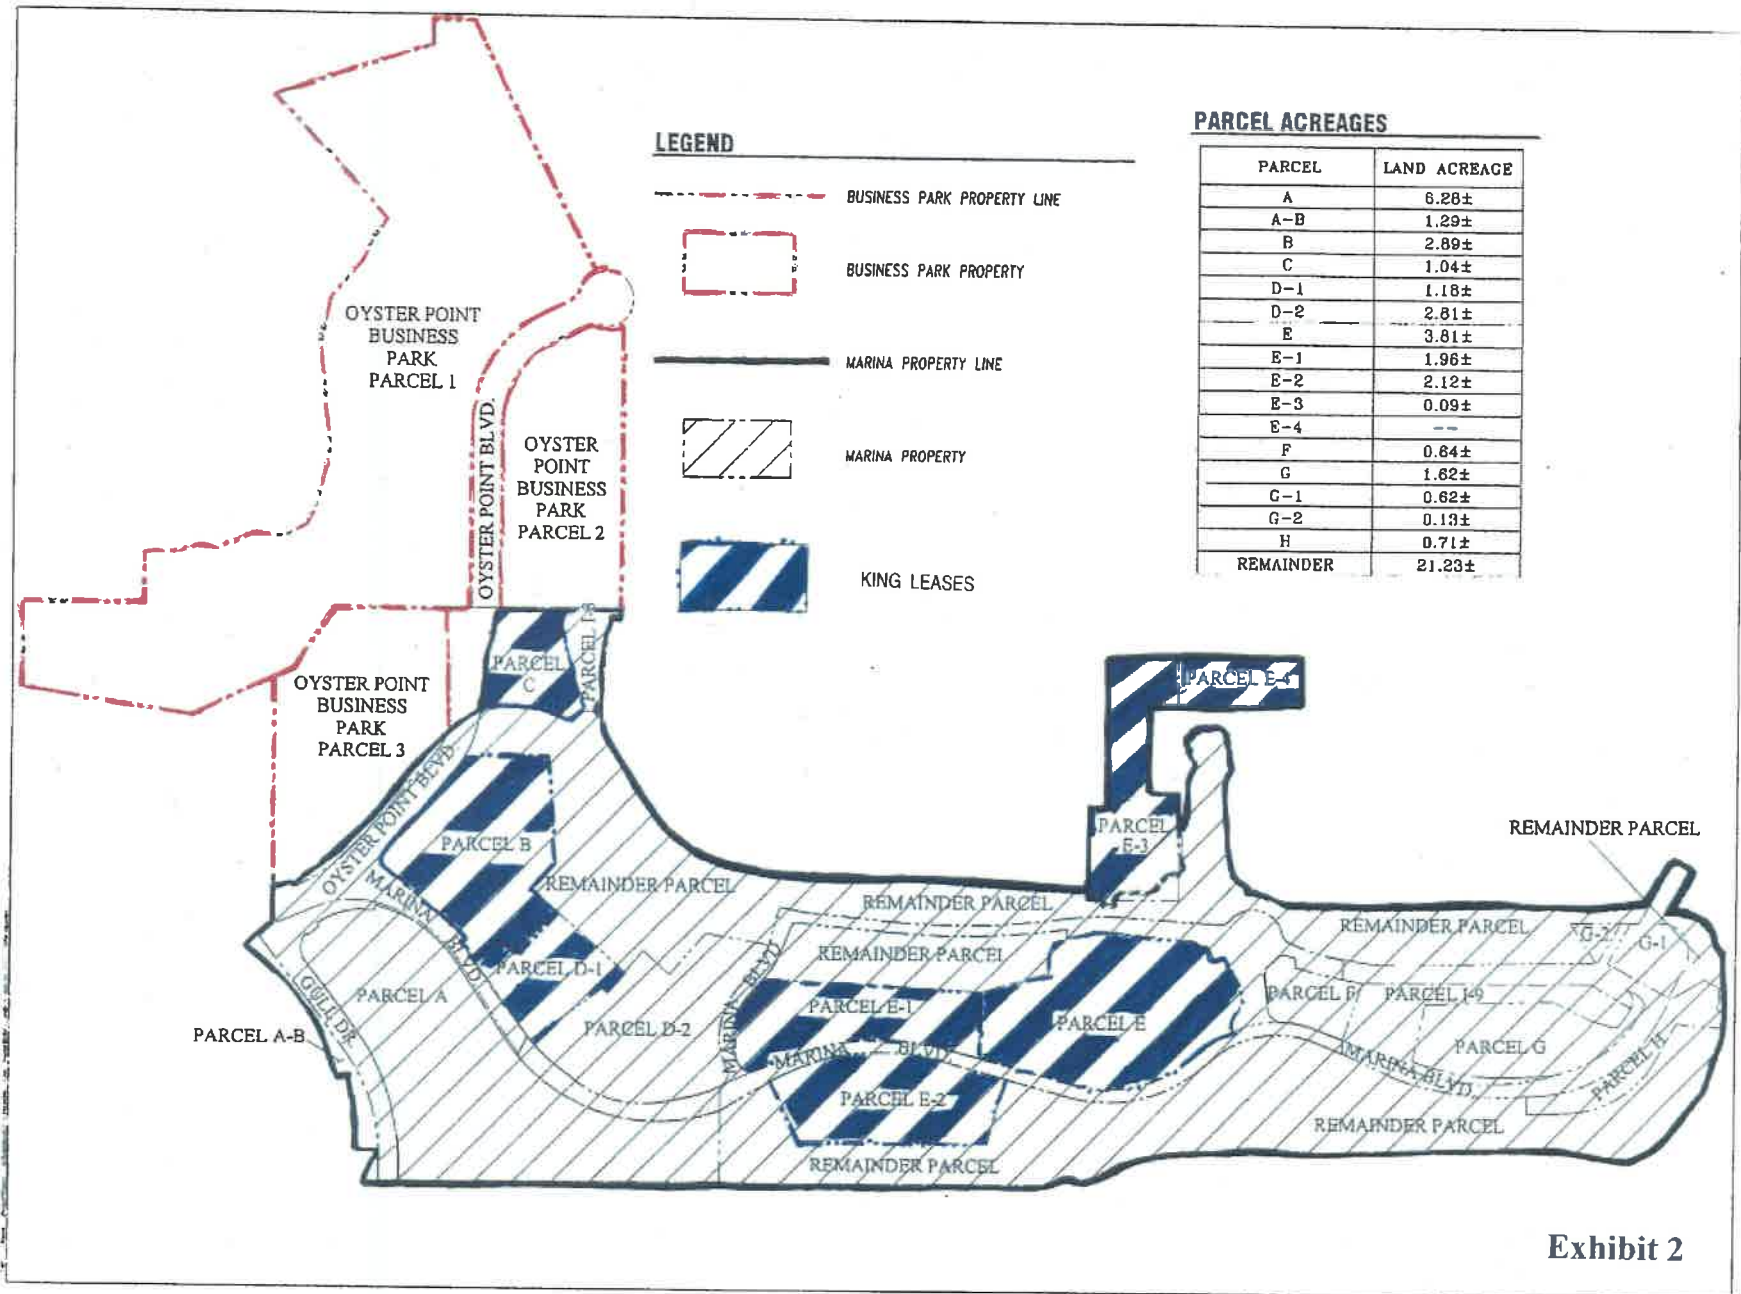 LEGEND
BUSINESS PARK PROPERTY LINE
BUSINESS PARK PROPERTY
MARINA PROPERTY LINE
MARINA PROPERTY
KING LEASES
PARCEL ACREAGES
PARCEL LAND ACREAGE
A 6.28±
A-B 1.29±
B 2.89±
C 1.04±
D-1 1.18±
D-2 2.81±
E 3.81±
E-1 1.96±
E-2 2.12±
E-3 0.09±
E-4 --
F 0.64±
G 1.62±
G-1 0.62±
G-2 0.13±
H 0.71±
REMAINDER 21.23±
OYSTER POINT
BUSINESS
PARK
PARCEL 1
OYSTER POINT BLVD.
OYSTER
POINT
BUSINESS
PARK
PARCEL 2
OYSTER POINT
BUSINESS
PARK
PARCEL 3
PARCEL
C
PARCEL
OYSTER POINT BLVD
PARCEL B
MARINA BLVD.
REMAINDER PARCEL
PARCEL D-1
PARCEL A
GULL DR.
PARCEL A-B
PARCEL D-2
MARINA BLVD
REMAINDER PARCEL
REMAINDER PARCEL
PARCEL E-1
MARINA BLVD.
PARCEL E-2
REMAINDER PARCEL
PARCEL E
PARCEL E-4
PARCEL
E-3
REMAINDER PARCEL
REMAINDER PARCEL
G-2
G-1
PARCEL F
PARCEL
PARCEL G
MARINA BLVD.
PARCEL H
REMAINDER PARCEL
Exhibit 2